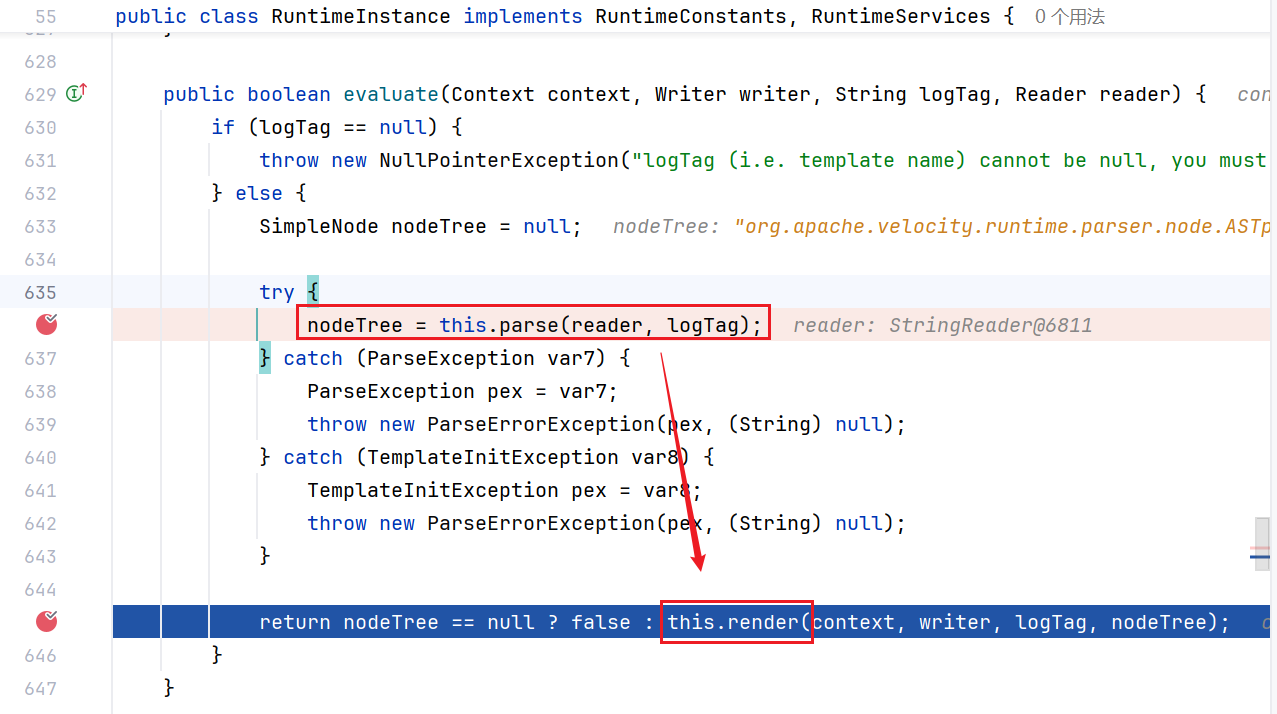 55 public class RuntimeInstance implements RuntimeConstants, RuntimeServices { 0 个用法
628
629 public boolean evaluate(Context context, Writer writer, String logTag, Reader reader) { con
630 if (logTag == null) {
631 throw new NullPointerException("logTag (i.e. template name) cannot be null, you must
632 } else {
633 SimpleNode nodeTree = null; nodeTree: "org.apache.velocity.runtime.parser.node.ASTp
634
635 try {
nodeTree = this.parse(reader, logTag); reader: StringReader@6811
637 } catch (ParseException var7) {
638 ParseException pex = var7;
639 throw new ParseErrorException(pex, (String) null);
640 } catch (TemplateInitException var8) {
641 TemplateInitException pex = var8;
642 throw new ParseErrorException(pex, (String) null);
643 }
644
return nodeTree == null ? false : this.render(context, writer, logTag, nodeTree);
646 }
647 }